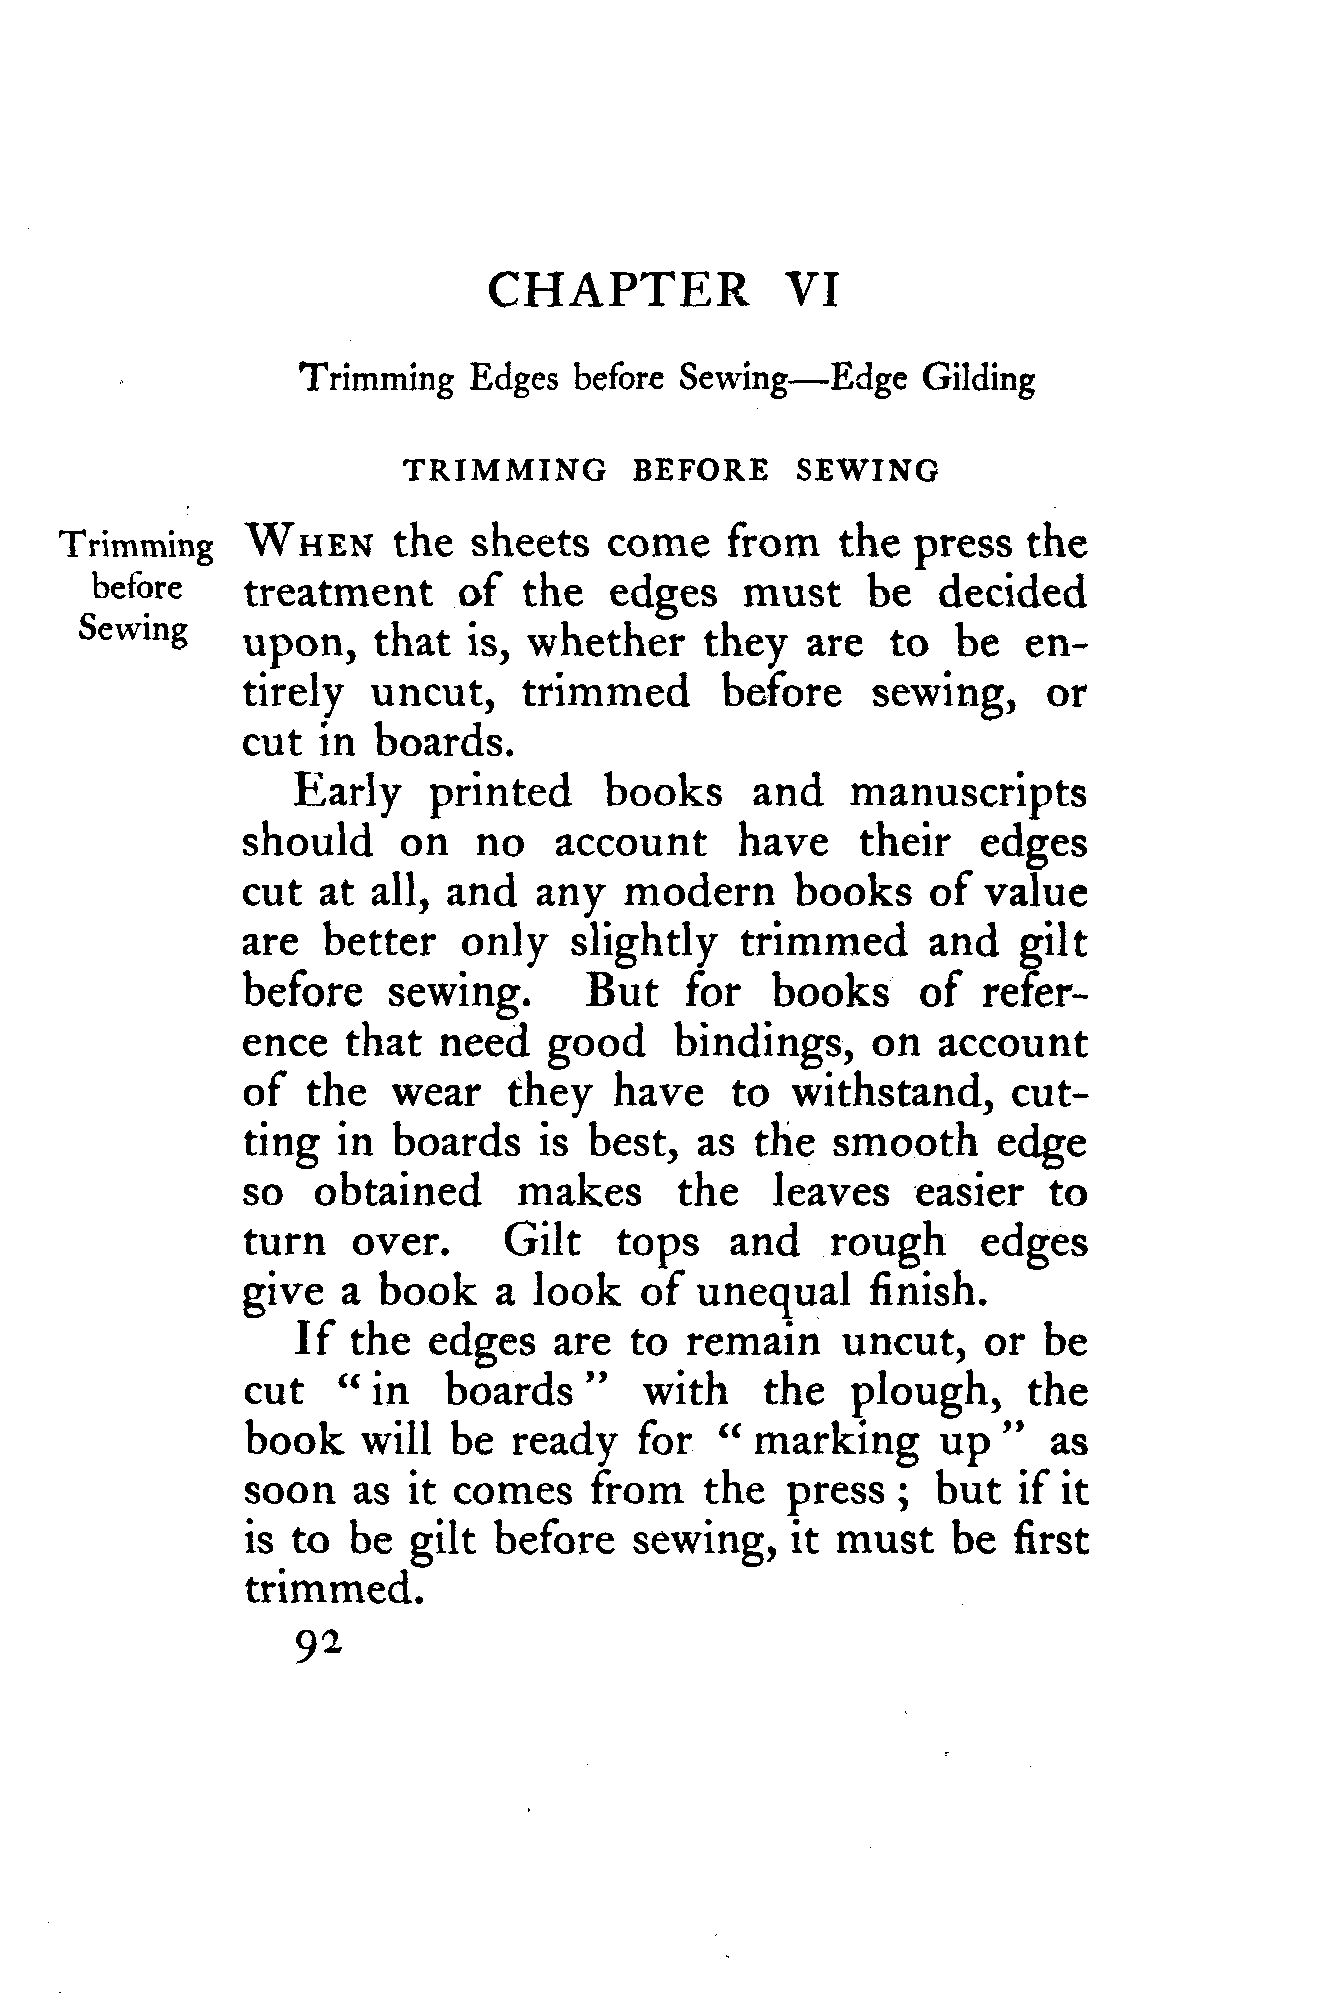 CHAPTER VI
Trimming Edges before Sewing—Edge Gilding
TRIMMING BEFORE SEWING
Trimming
before
Sewing
WHEN the sheets come from the press the
treatment of the edges must be decided
upon, that is, whether they are to be en-
tirely uncut, trimmed before sewing, or
cut in boards.
Early printed books and manuscripts
should on no account have their edges
cut at all, and any modern books of value
are better only slightly trimmed and gilt
before sewing. But for books of refer-
ence that need good bindings, on account
of the wear they have to withstand, cut-
ting in boards is best, as the smooth edge
so obtained makes the leaves easier to
turn over. Gilt tops and rough edges
give a book a look of unequal finish.
If the edges are to remain uncut, or be
cut “ in boards ” with the plough, the
book will be ready for “ marking up ” as
soon as it comes from the press ; but if it
is to be gilt before sewing, it must be first
trimmed.
92